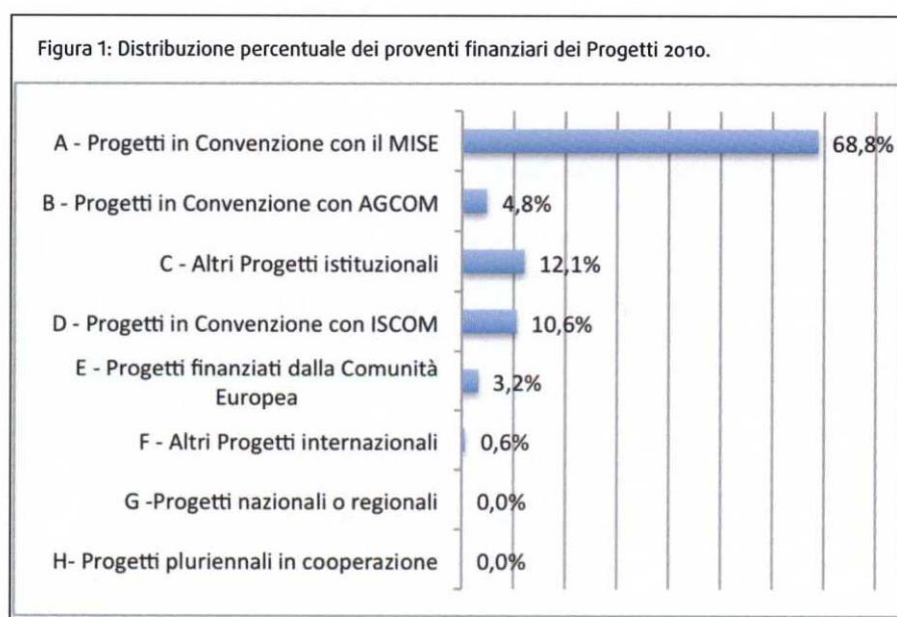 Figura 1: Distribuzione percentuale dei proventi finanziari dei Progetti 2010.
A - Progetti in Convenzione con il MISE 68,8%
B - Progetti in Convenzione con AGCOM 4,8%
C - Altri Progetti istituzionali 12,1%
D - Progetti in Convenzione con ISCOM 10,6%
E - Progetti finanziati dalla Comunità
Europea 3,2%
F - Altri Progetti internazionali 0,6%
G -Progetti nazionali o regionali 0,0%
H- Progetti pluriennali in cooperazione 0,0%